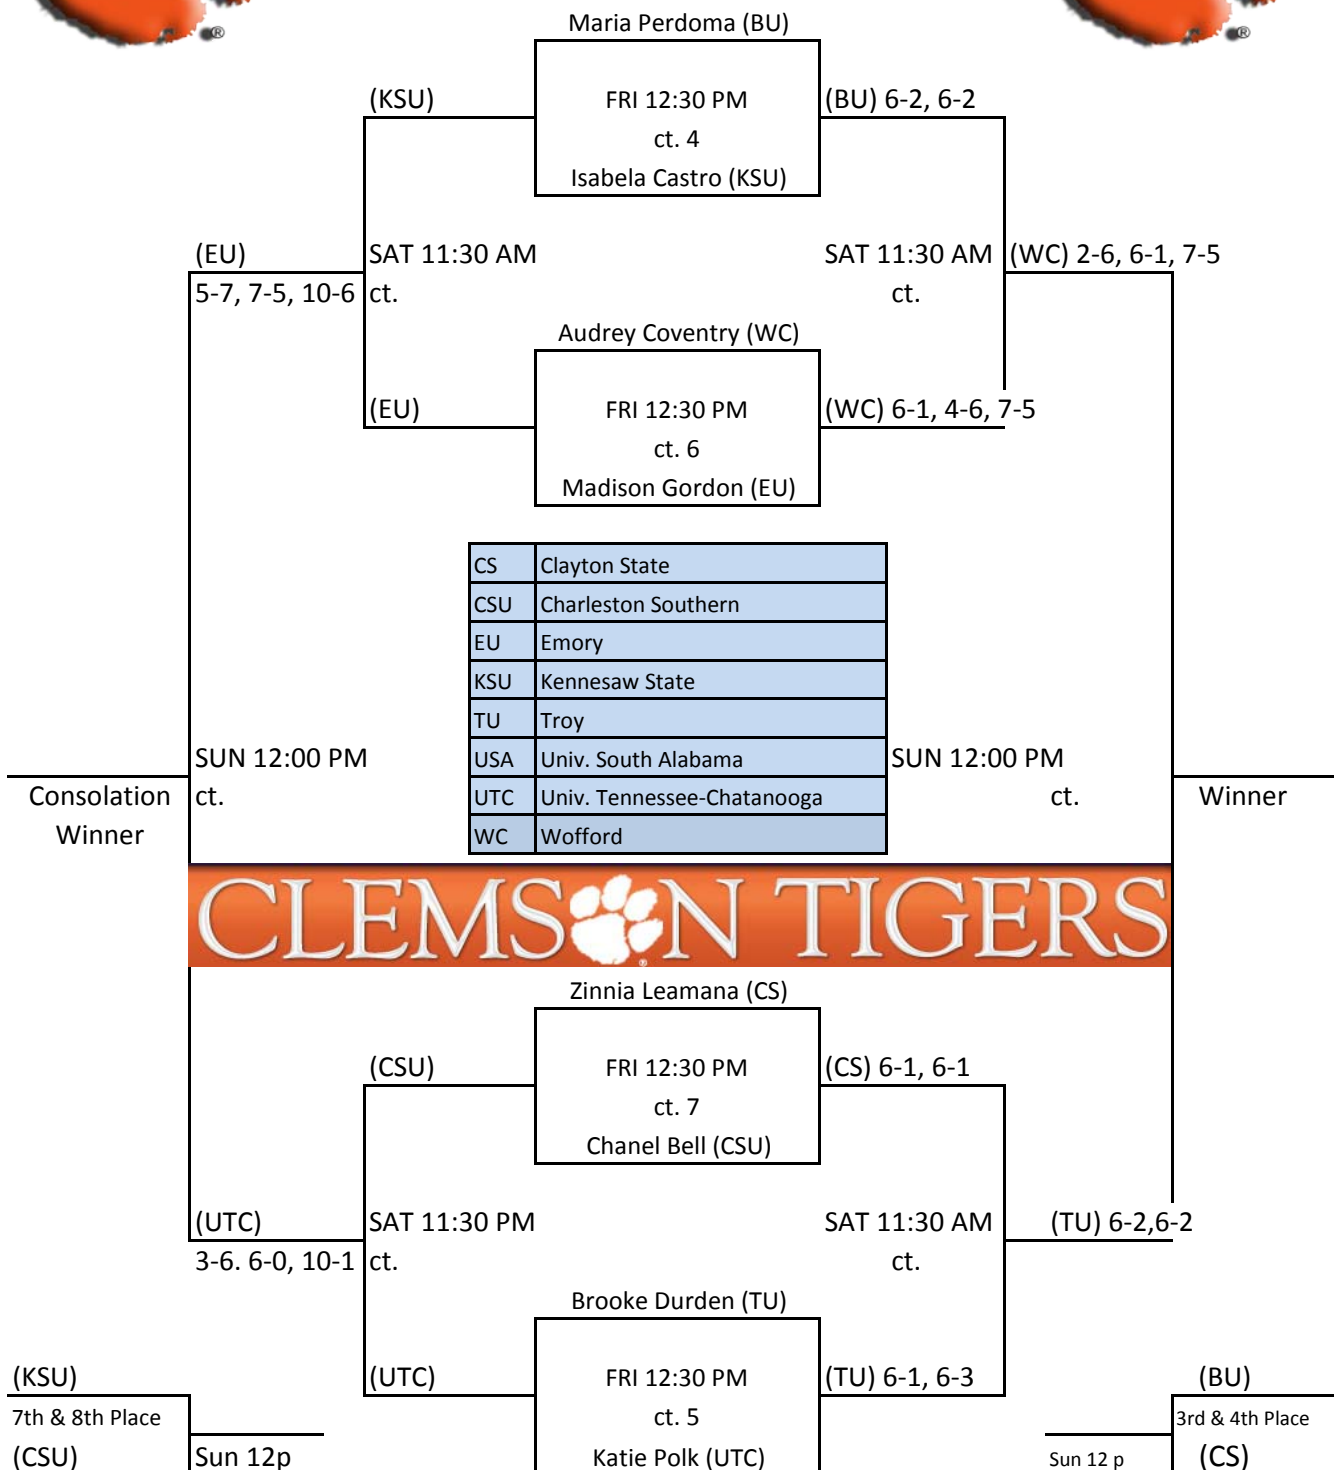 ®
®
Maria Perdoma (BU)
(KSU) FRI 12:30 PM (BU) 6-2, 6-2
ct. 4
Isabela Castro (KSU)
(EU) SAT 11:30 AM SAT 11:30 AM (WC) 2-6, 6-1, 7-5
5-7, 7-5, 10-6 ct. ct.
Audrey Coventry (WC)
(EU) FRI 12:30 PM (WC) 6-1, 4-6, 7-5
ct. 6
Madison Gordon (EU)
CS Clayton State
CSU Charleston Southern
EU Emory
KSU Kennesaw State
TU Troy
SUN 12:00 PM USA Univ. South Alabama SUN 12:00 PM
Consolation ct. UTC Univ. Tennessee-Chatanooga ct. Winner
Winner WC Wofford
CLEMSON TIGERS
®
Zinnia Leamana (CS)
(CSU) FRI 12:30 PM (CS) 6-1, 6-1
ct. 7
Chanel Bell (CSU)
(UTC) SAT 11:30 PM SAT 11:30 AM (TU) 6-2,6-2
3-6. 6-0, 10-1 ct. ct.
Brooke Durden (TU)
(KSU) (UTC) FRI 12:30 PM (TU) 6-1, 6-3 (BU)
7th & 8th Place ct. 5 3rd & 4th Place
(CSU) Sun 12p Katie Polk (UTC) Sun 12 p (CS)